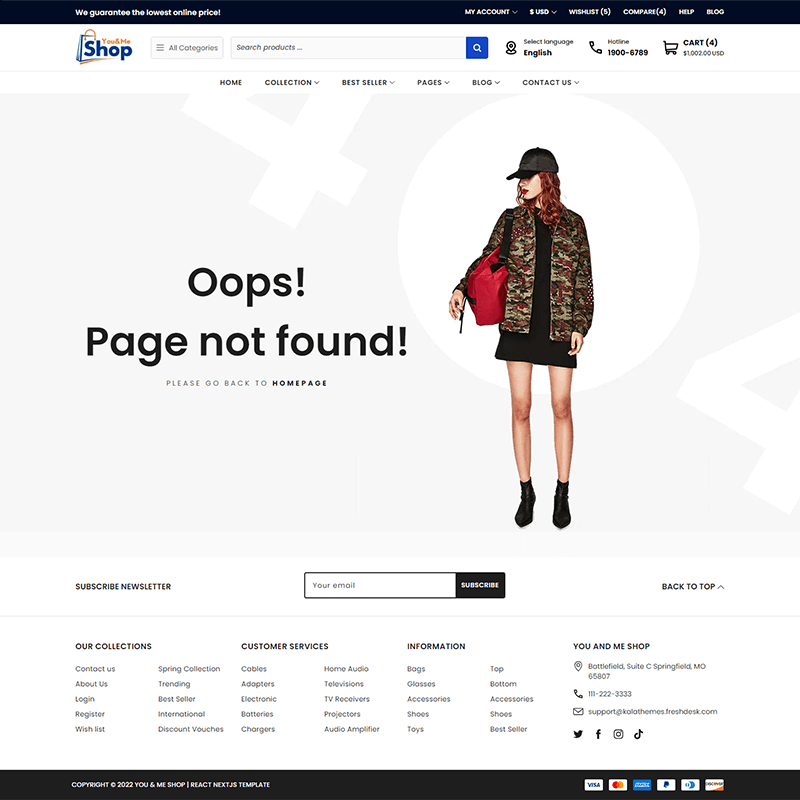 We guarantee the lowest online price!
MY ACCOUNT
$ USD
WISHLIST (5)
COMPARE(4)
HELP
BLOG
You&Me
Shop
All Categories
Search products ...
Select language
English
Hotline
1900-6789
CART (4)
$1,002.00 USD
HOME
COLLECTION
BEST SELLER
PAGES
BLOG
CONTACT US
404
Oops!
Page not found!
PLEASE GO BACK TO HOMEPAGE
SUBSCRIBE NEWSLETTER
Your email
SUBSCRIBE
BACK TO TOP
OUR COLLECTIONS
Contact us
About Us
Login
Register
Wish list
Spring Collection
Trending
Best Seller
International
Discount Vouches
CUSTOMER SERVICES
Cables
Adapters
Electronic
Batteries
Chargers
Home Audio
Televisions
TV Receivers
Projectors
Audio Amplifier
INFORMATION
Bags
Glasses
Accessories
Shoes
Toys
Top
Bottom
Accessories
Shoes
Best Seller
YOU AND ME SHOP
Battlefield, Suite C Springfield, MO
65807
111-222-3333
support@kalathemes.freshdesk.com
COPYRIGHT © 2022 YOU & ME SHOP | REACT NEXTJS TEMPLATE
VISA
DISCOVER